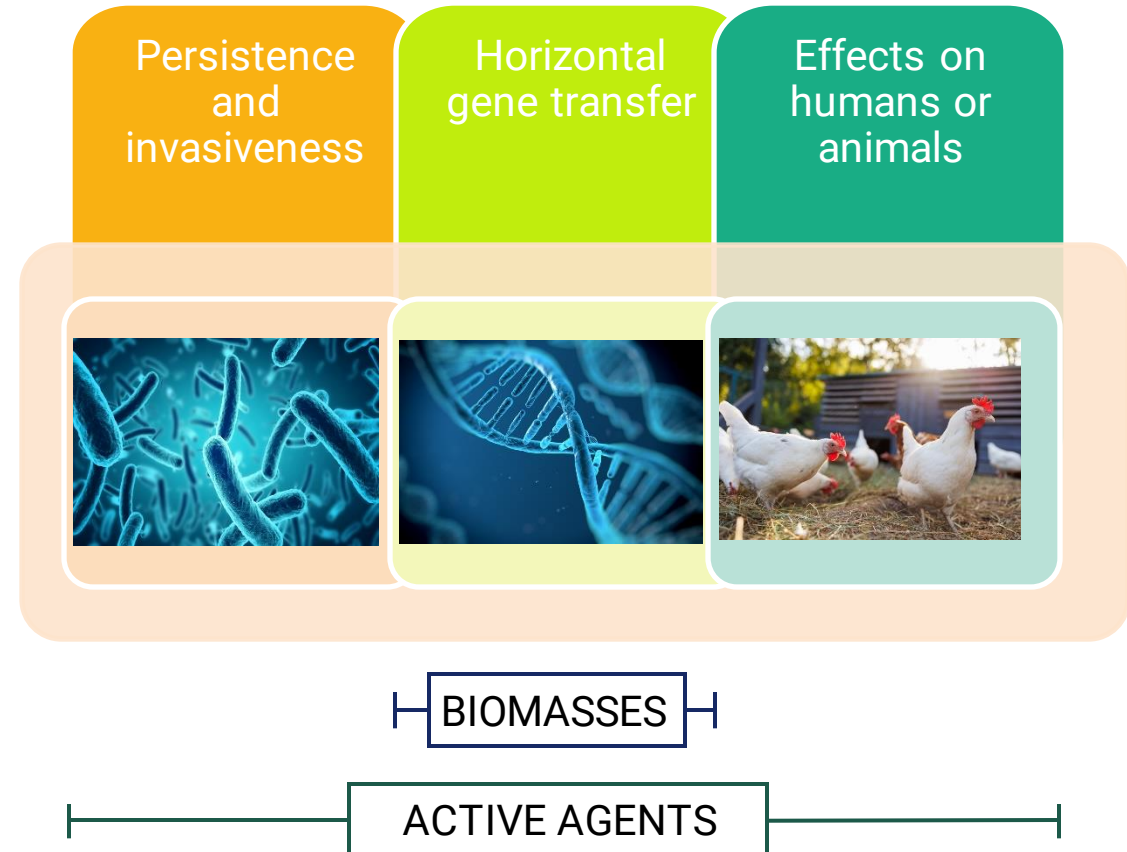 Persistence
and
invasiveness
Horizontal
gene transfer
Effects on
humans or
animals
BIOMASSES
ACTIVE AGENTS